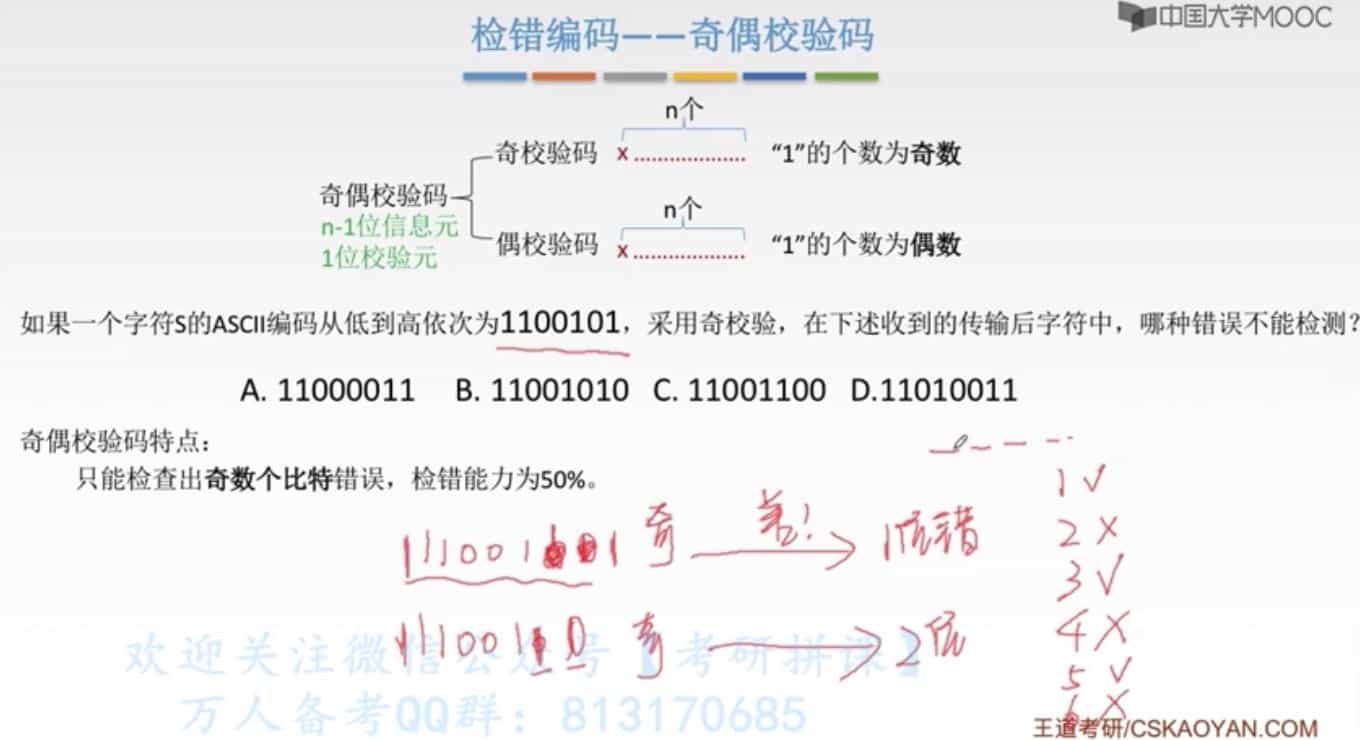 中国大学MOOC
检错编码——奇偶校验码
n个
奇校验码 x................... “1”的个数为奇数
奇偶校验码
n-1位信息元
1位校验元
n个
偶校验码 x................... “1”的个数为偶数
如果一个字符S的ASCII编码从低到高依次为1100101，采用奇校验，在下述收到的传输后字符中，哪种错误不能检测？
A. 11000011 B. 11001010 C. 11001100 D.11010011
奇偶校验码特点：
只能检查出奇数个比特错误，检错能力为50%。
1 √
2 ×
3 √
4 ×
5 √
6 ×
奇 1位错
奇 2位
欢迎关注微信公众号【考研拼课】
万人备考QQ群：813170685
王道考研/CSKAOYAN.COM